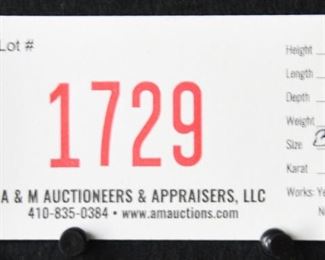 Lot #
1729
A & M AUCTIONEERS & APPRAISERS, LLC
410-835-0384 • www.amauctions.com
Height
Length
Depth
Weight
Size
Karat
Works: Ye
N